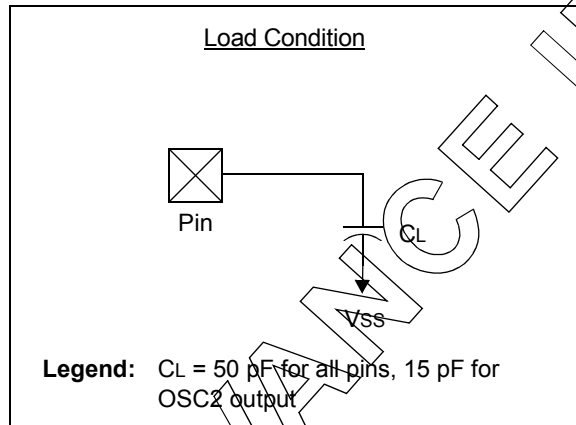 Load Condition
Pin
CL
VSS
Legend: CL = 50 pF for all pins, 15 pF for
OSC2 output